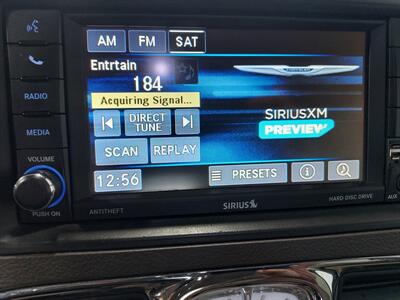 AM FM SAT
Entrtain
184
CHRYSLER
Acquiring Signal...
RADIO
MEDIA
DIRECT
TUNE
SIRIUSXM
PREVIEW
SCAN REPLAY
VOLUME
12:56
PRESETS
PUSH ON
ANTITHEFT
SIRIUS
HARD DISC DRIVE
AUX